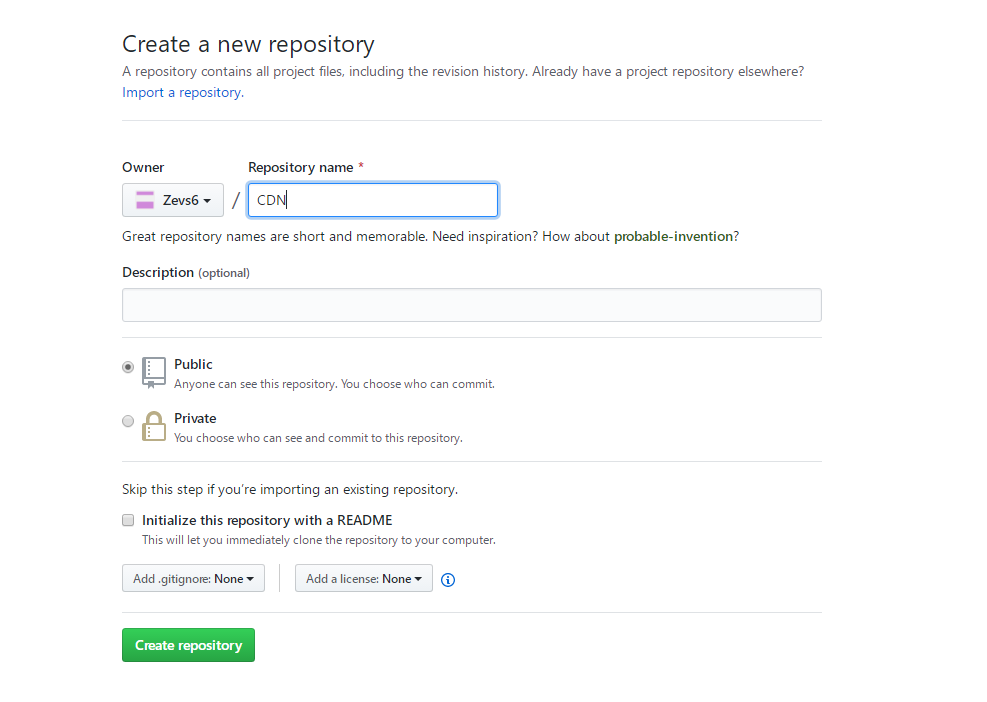 Create a new repository
A repository contains all project files, including the revision history. Already have a project repository elsewhere?
Import a repository.
Owner
Repository name *
Zevs6 / CDN
Great repository names are short and memorable. Need inspiration? How about probable-invention?
Description (optional)
Public
Anyone can see this repository. You choose who can commit.
Private
You choose who can see and commit to this repository.
Skip this step if you’re importing an existing repository.
Initialize this repository with a README
This will let you immediately clone the repository to your computer.
Add .gitignore: None
Add a license: None
Create repository